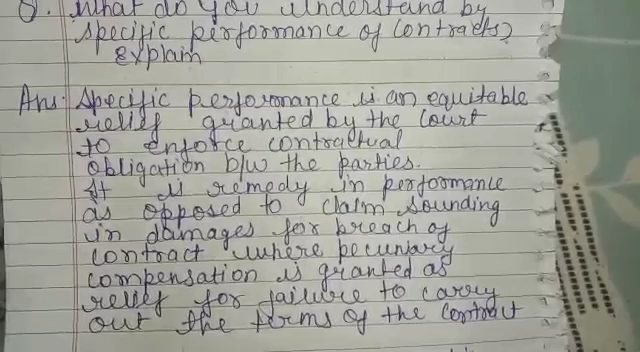 Q. What do you understand by
specific performance of contracts?
Explain
Ans. Specific performance is an equitable
relief granted by the court
to enforce contractual
obligation b/w the parties.
It is remedy in performance
as opposed to claim sounding
in damages for breach of
contract where pecuniary
compensation is granted as
relief for failure to carry
out the terms of the contract